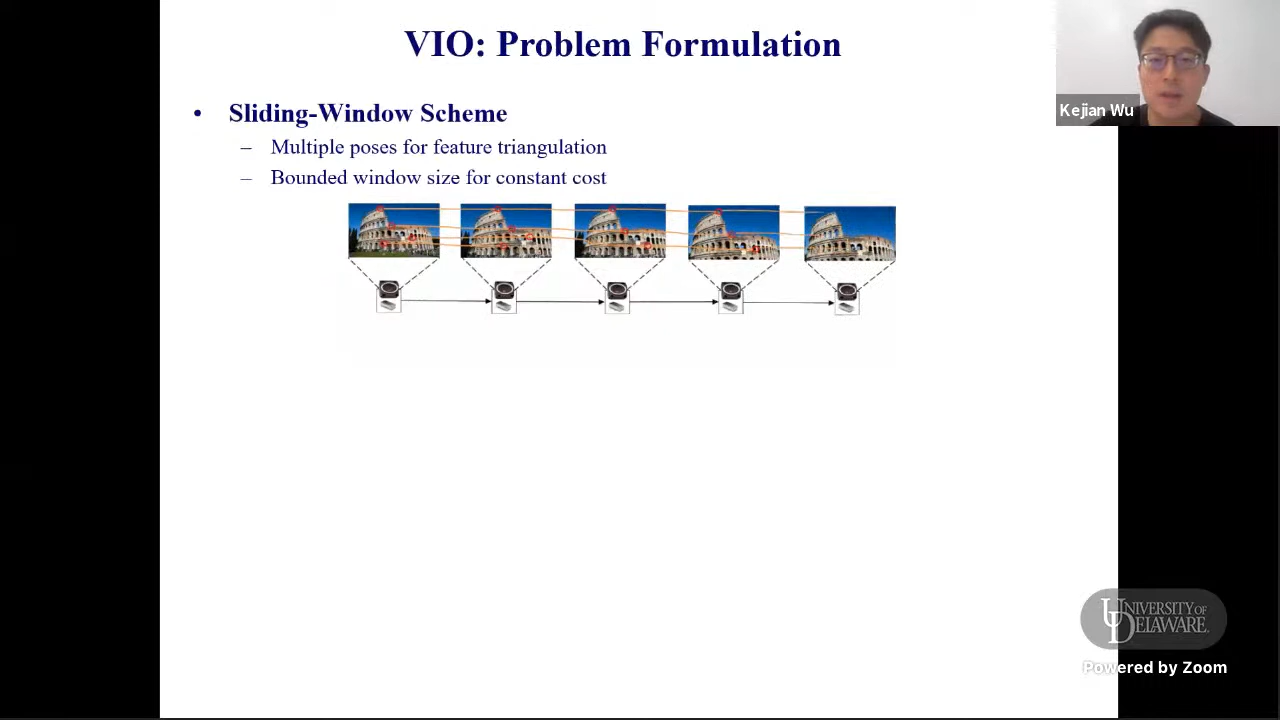 VIO: Problem Formulation
Kejian Wu
• Sliding-Window Scheme
– Multiple poses for feature triangulation
– Bounded window size for constant cost
UNIVERSITY OF
DELAWARE.
Powered by Zoom